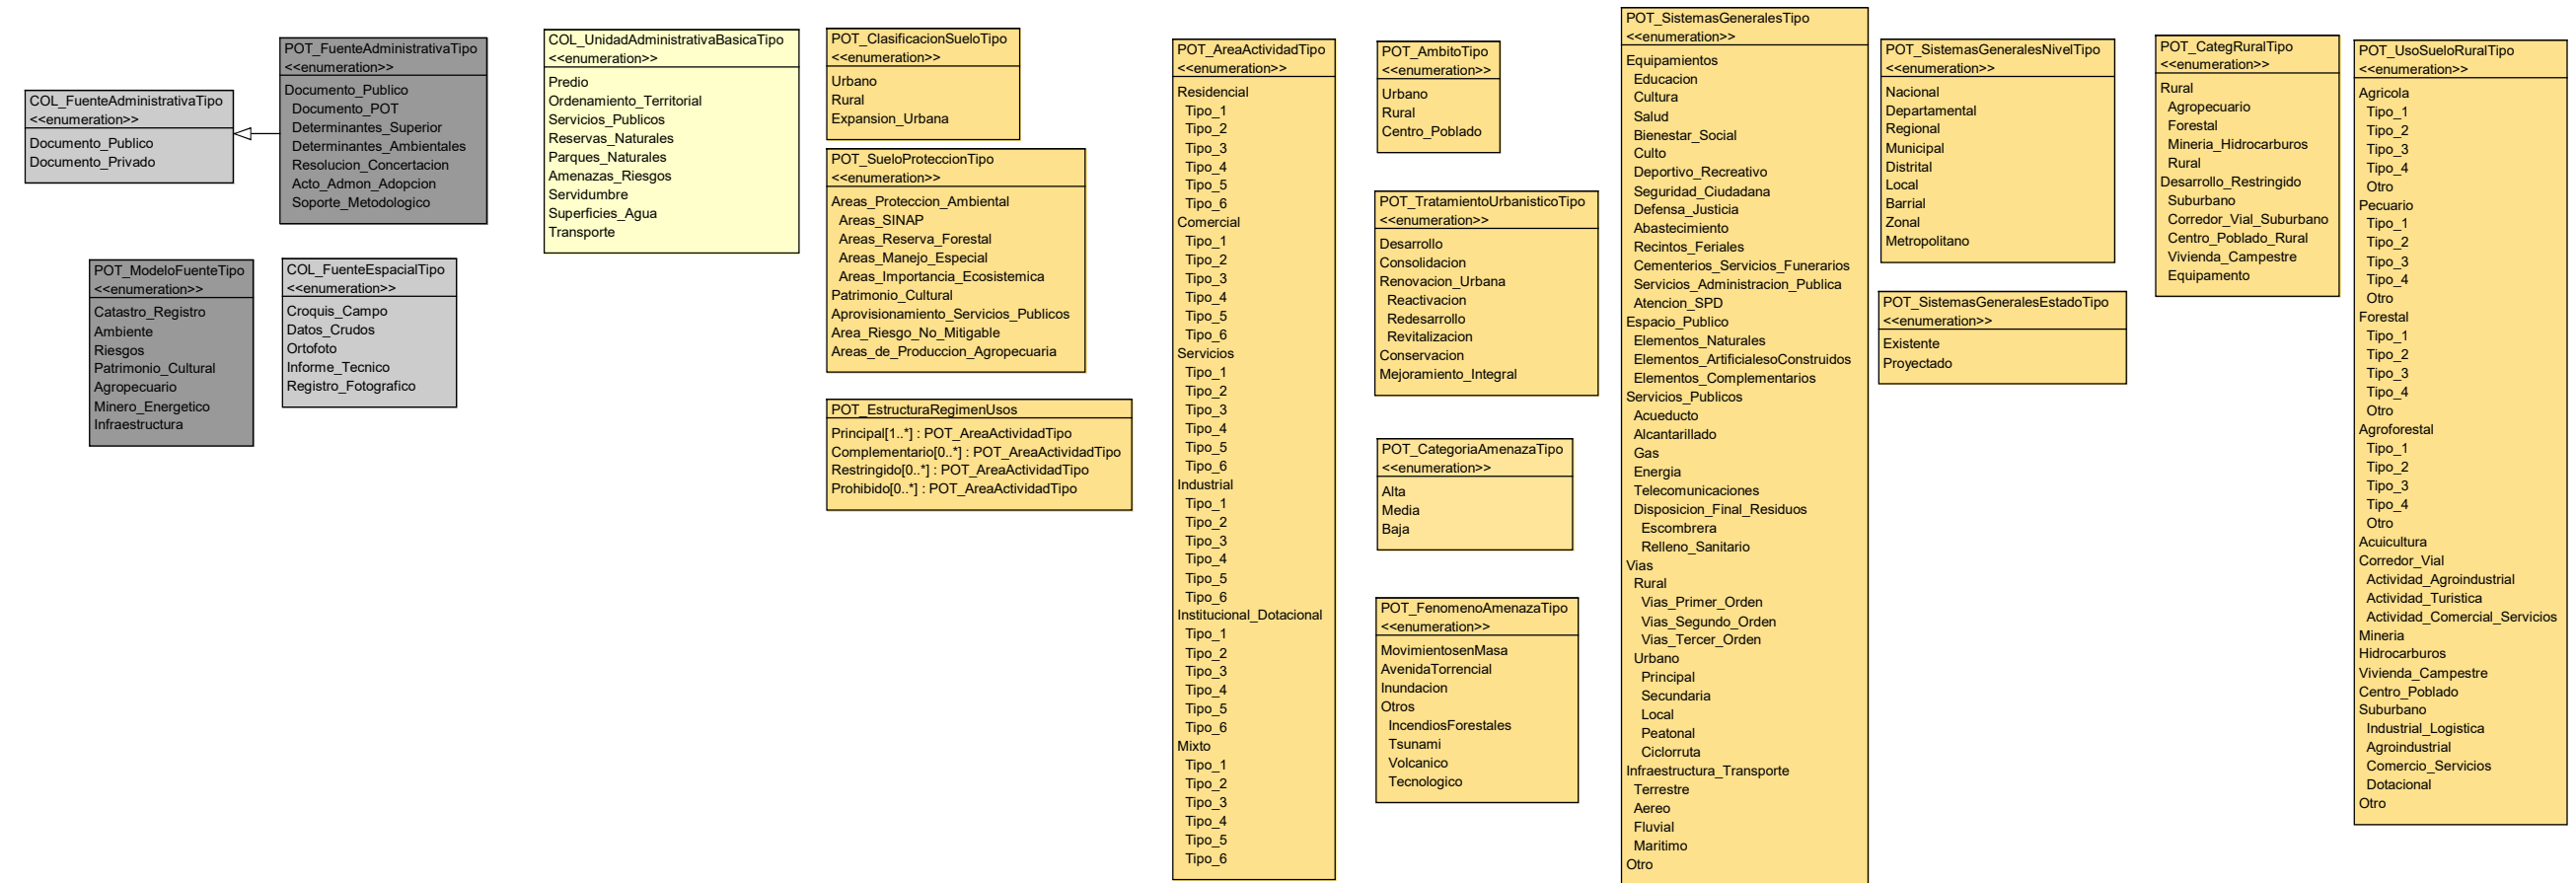 COL_FuenteAdministrativaTipo
<<enumeration>>
Documento_Publico
Documento_Privado
POT_FuenteAdministrativaTipo
<<enumeration>>
Documento_Publico
Documento_POT
Determinantes_Superior
Determinantes_Ambientales
Resolucion_Concertacion
Acto_Admon_Adopcion
Soporte_Metodologico
POT_ModeloFuenteTipo
<<enumeration>>
Catastro_Registro
Ambiente
Riesgos
Patrimonio_Cultural
Agropecuario
Minero_Energetico
Infraestructura
COL_FuenteEspacialTipo
<<enumeration>>
Croquis_Campo
Datos_Crudos
Ortofoto
Informe_Tecnico
Registro_Fotografico
COL_UnidadAdministrativaBasicaTipo
<<enumeration>>
Predio
Ordenamiento_Territorial
Servicios_Publicos
Reservas_Naturales
Parques_Naturales
Amenazas_Riesgos
Servidumbre
Superficies_Agua
Transporte
POT_ClasificacionSueloTipo
<<enumeration>>
Urbano
Rural
Expansion_Urbana
POT_SueloProteccionTipo
<<enumeration>>
Areas_Proteccion_Ambiental
Areas_SINAP
Areas_Reserva_Forestal
Areas_Manejo_Especial
Areas_Importancia_Ecosistemica
Patrimonio_Cultural
Aprovisionamiento_Servicios_Publicos
Area_Riesgo_No_Mitigable
Areas_de_Produccion_Agropecuaria
POT_EstructuraRegimenUsos
Principal[1..*] : POT_AreaActividadTipo
Complementario[0..*] : POT_AreaActividadTipo
Restringido[0..*] : POT_AreaActividadTipo
Prohibido[0..*] : POT_AreaActividadTipo
POT_AreaActividadTipo
<<enumeration>>
Residencial
Tipo_1
Tipo_2
Tipo_3
Tipo_4
Tipo_5
Tipo_6
Comercial
Tipo_1
Tipo_2
Tipo_3
Tipo_4
Tipo_5
Tipo_6
Servicios
Tipo_1
Tipo_2
Tipo_3
Tipo_4
Tipo_5
Tipo_6
Industrial
Tipo_1
Tipo_2
Tipo_3
Tipo_4
Tipo_5
Tipo_6
Institucional_Dotacional
Tipo_1
Tipo_2
Tipo_3
Tipo_4
Tipo_5
Tipo_6
Mixto
Tipo_1
Tipo_2
Tipo_3
Tipo_4
Tipo_5
Tipo_6
POT_AmbitoTipo
<<enumeration>>
Urbano
Rural
Centro_Poblado
POT_TratamientoUrbanisticoTipo
<<enumeration>>
Desarrollo
Consolidacion
Renovacion_Urbana
Reactivacion
Redesarrollo
Revitalizacion
Conservacion
Mejoramiento_Integral
POT_CategoriaAmenazaTipo
<<enumeration>>
Alta
Media
Baja
POT_FenomenoAmenazaTipo
<<enumeration>>
MovimientosenMasa
AvenidaTorrencial
Inundacion
Otros
IncendiosForestales
Tsunami
Volcanico
Tecnologico
POT_SistemasGeneralesTipo
<<enumeration>>
Equipamientos
Educacion
Cultura
Salud
Bienestar_Social
Culto
Deportivo_Recreativo
Seguridad_Ciudadana
Defensa_Justicia
Abastecimiento
Recintos_Feriales
Cementerios_Servicios_Funerarios
Servicios_Administracion_Publica
Atencion_SPD
Espacio_Publico
Elementos_Naturales
Elementos_ArtificialesoConstruidos
Elementos_Complementarios
Servicios_Publicos
Acueducto
Alcantarillado
Gas
Energia
Telecomunicaciones
Disposicion_Final_Residuos
Escombrera
Relleno_Sanitario
Vias
Rural
Vias_Primer_Orden
Vias_Segundo_Orden
Vias_Tercer_Orden
Urbano
Principal
Secundaria
Local
Peatonal
Ciclorruta
Infraestructura_Transporte
Terrestre
Aereo
Fluvial
Maritimo
Otro
POT_SistemasGeneralesNivelTipo
<<enumeration>>
Nacional
Departamental
Regional
Municipal
Distrital
Local
Barrial
Zonal
Metropolitano
POT_SistemasGeneralesEstadoTipo
<<enumeration>>
Existente
Proyectado
POT_CategRuralTipo
<<enumeration>>
Rural
Agropecuario
Forestal
Mineria_Hidrocarburos
Rural
Desarrollo_Restringido
Suburbano
Corredor_Vial_Suburbano
Centro_Poblado_Rural
Vivienda_Campestre
Equipamento
POT_UsoSueloRuralTipo
<<enumeration>>
Agricola
Tipo_1
Tipo_2
Tipo_3
Tipo_4
Otro
Pecuario
Tipo_1
Tipo_2
Tipo_3
Tipo_4
Otro
Forestal
Tipo_1
Tipo_2
Tipo_3
Tipo_4
Otro
Agroforestal
Tipo_1
Tipo_2
Tipo_3
Tipo_4
Otro
Acuicultura
Corredor_Vial
Actividad_Agroindustrial
Actividad_Turistica
Actividad_Comercial_Servicios
Mineria
Hidrocarburos
Vivienda_Campestre
Centro_Poblado
Suburbano
Industrial_Logistica
Agroindustrial
Comercio_Servicios
Dotacional
Otro